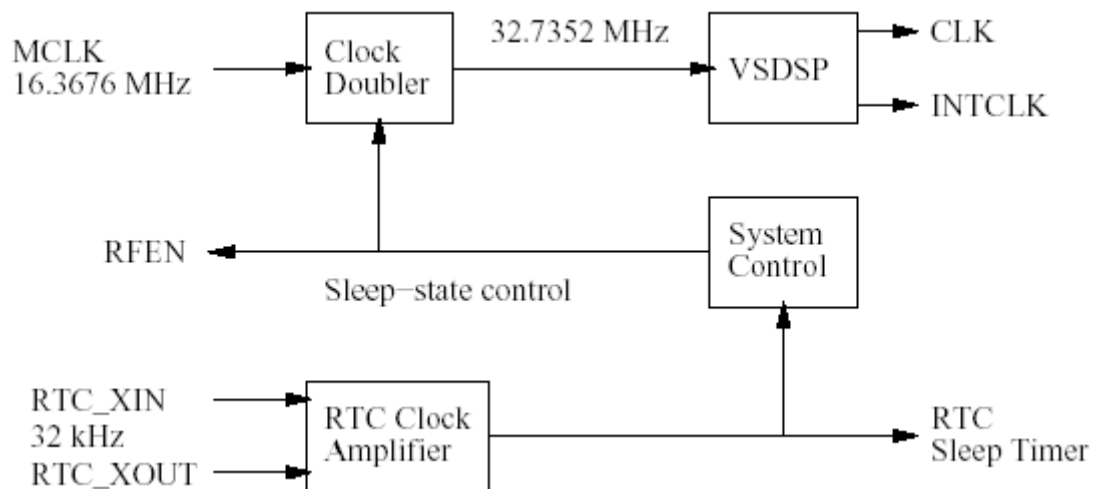 MCLK
16.3676 MHz
Clock
Doubler
32.7352 MHz
VSDSP
CLK
INTCLK
RFEN
Sleep-state control
System
Control
RTC_XIN
32 kHz
RTC_XOUT
RTC Clock
Amplifier
RTC
Sleep Timer